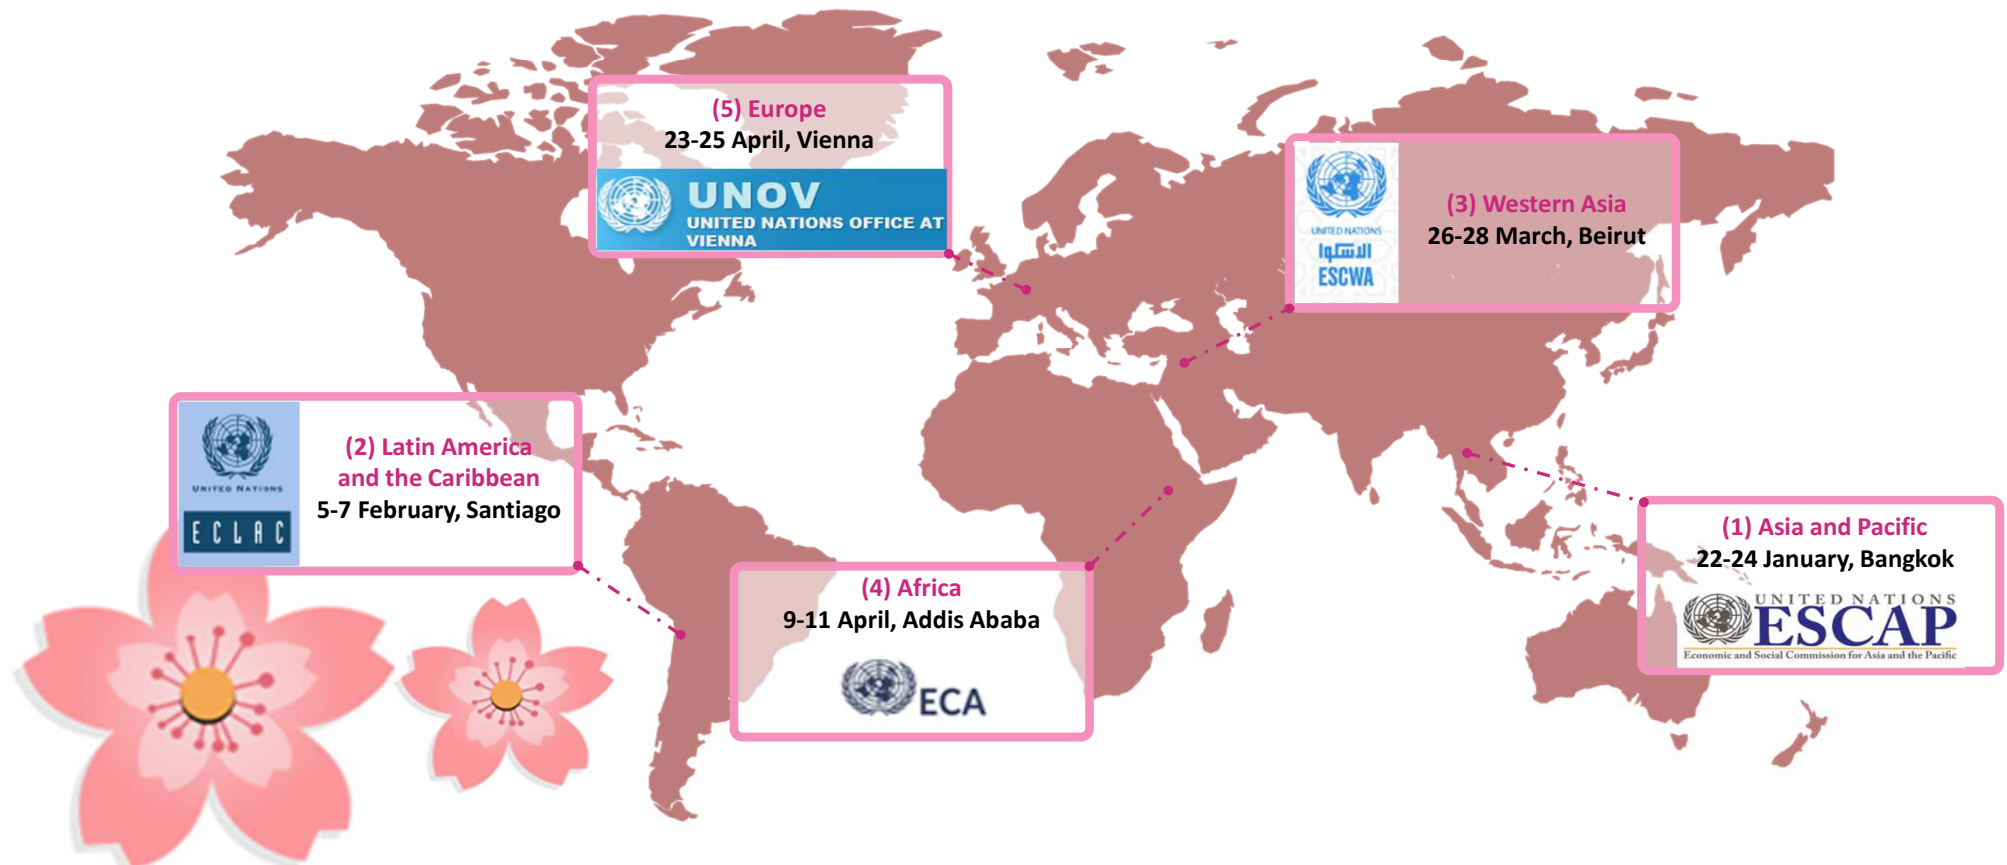 (5) Europe
23-25 April, Vienna
UNOV
UNITED NATIONS OFFICE AT
VIENNA
(3) Western Asia
26-28 March, Beirut
UNITED NATIONS
الاسكوا
ESCWA
(2) Latin America
and the Caribbean
5-7 February, Santiago
UNITED NATIONS
ECLAC
(4) Africa
9-11 April, Addis Ababa
ECA
(1) Asia and Pacific
22-24 January, Bangkok
UNITED NATIONS
ESCAP
Economic and Social Commission for Asia and the Pacific